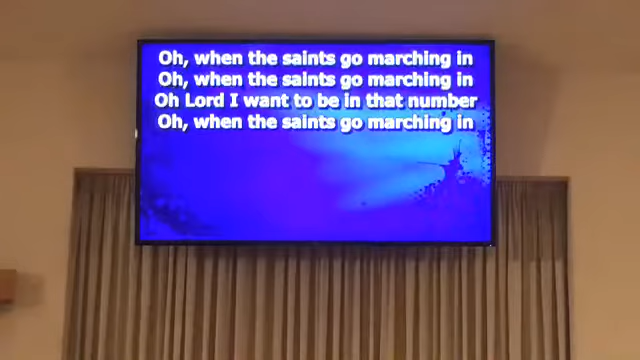 Oh, when the saints go marching in
Oh, when the saints go marching in
Oh Lord I want to be in that number
Oh, when the saints go marching in